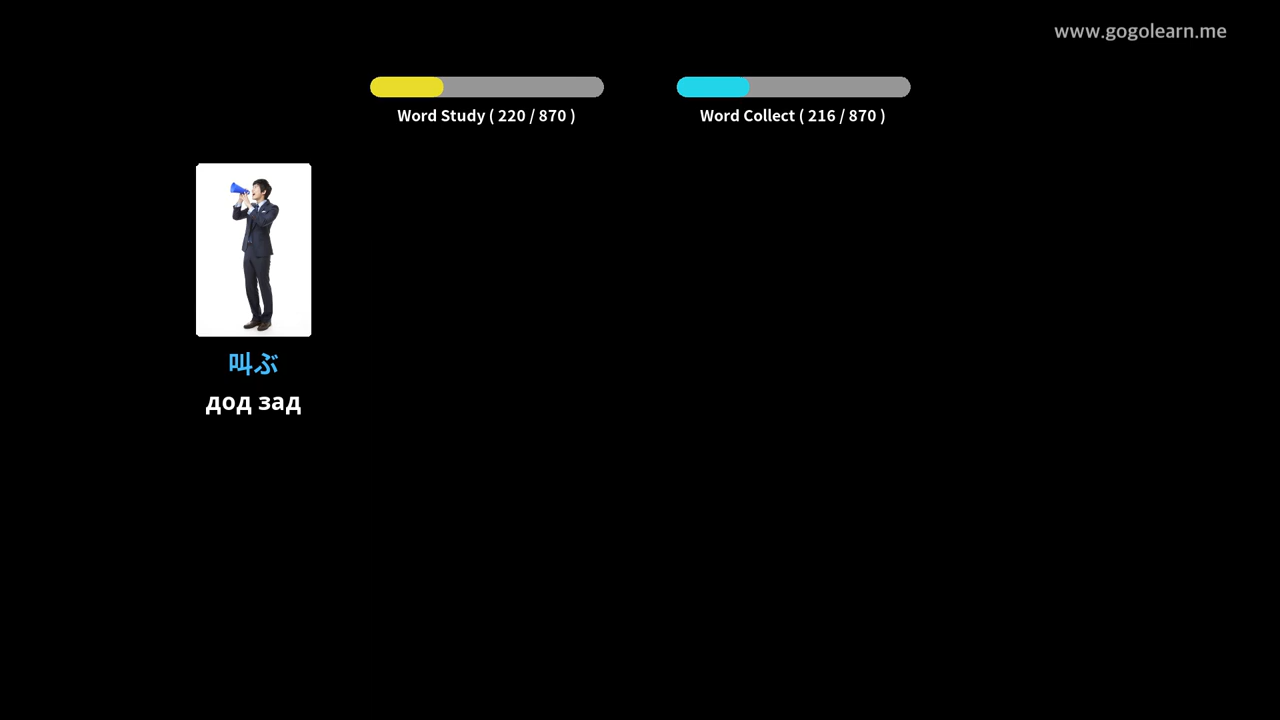 www.gogolearn.me
Word Study ( 220 / 870 )
Word Collect ( 216 / 870 )
叫ぶ
дод зад